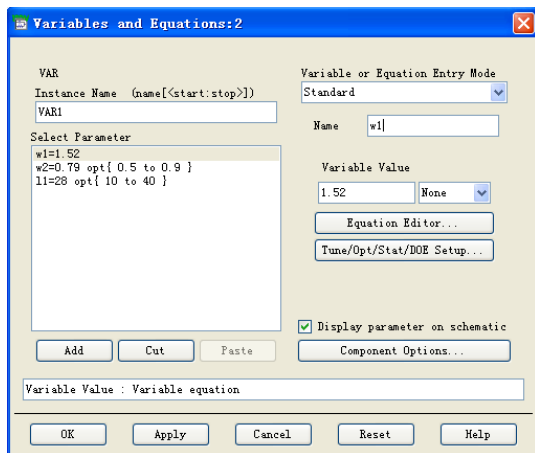 Variables and Equations:2
VAR
Instance Name (name[<start:stop>])
VAR1
Select Parameter
w1=1.52
w2=0.79 opt{ 0.5 to 0.9 }
l1=28 opt{ 10 to 40 }
Add
Cut
Paste
Variable or Equation Entry Mode
Standard
Name
w1
Variable Value
1.52
None
Equation Editor...
Tune/Opt/Stat/DOE Setup...
Display parameter on schematic
Component Options...
Variable Value : Variable equation
OK
Apply
Cancel
Reset
Help